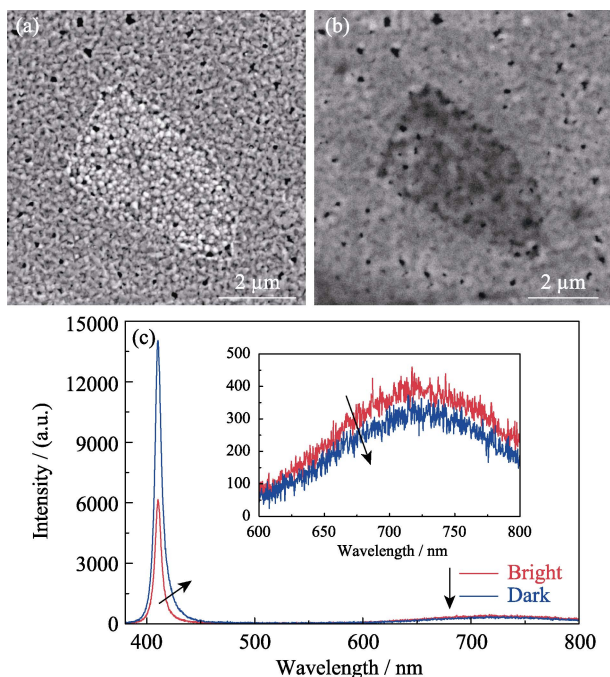 (a)
2 μm
(b)
2 μm
(c)
15000
12000
9000
6000
3000
0
Intensity / (a.u.)
400
500
600
700
800
Wavelength / nm
500
400
300
200
100
0
600
650
700
750
800
Wavelength / nm
Bright
Dark